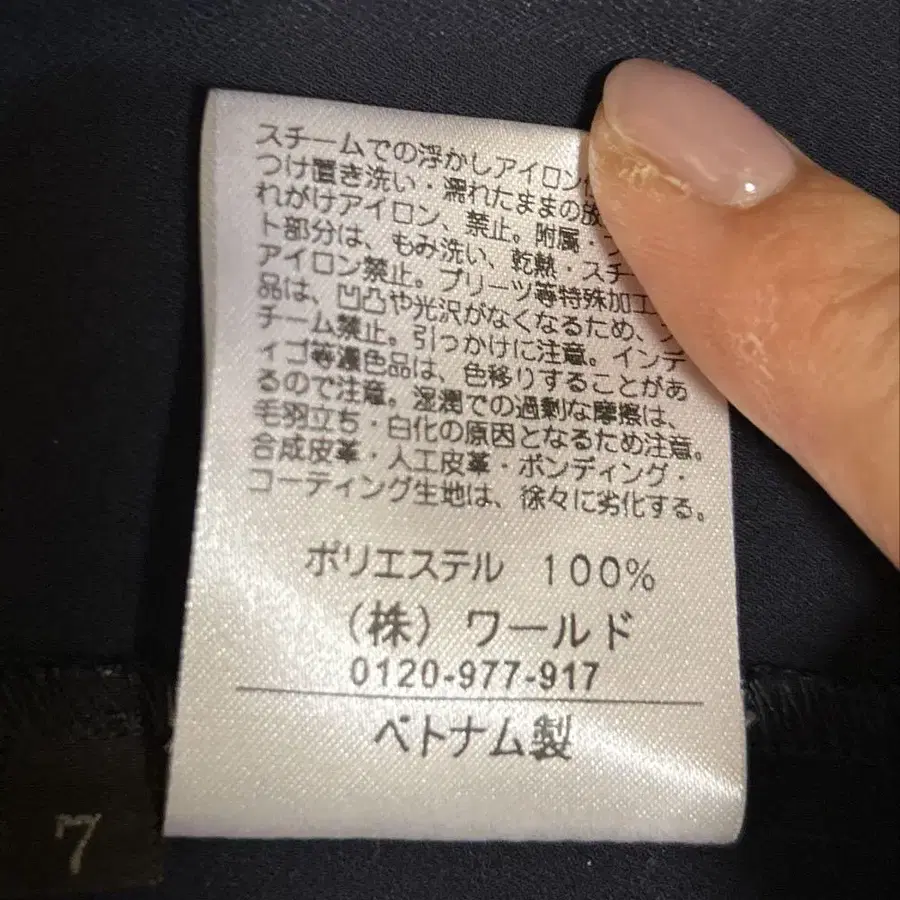 スチームでの浮かしアイロン
つけ置き洗い・濡れたままの放
れがけアイロン、禁止。附属・プ
ト部分は、もみ洗い、乾熱・スチー
アイロン禁止。プリーツ等特殊加工
品は、凹凸や光沢がなくなるため、ス
チーム禁止。引っかけに注意。インデ
ィゴ等濃色品は、色移りすることがあ
るので注意。湿潤での過剰な摩擦は、
毛羽立ち・白化の原因となるため注意。
合成皮革・人工皮革・ボンディング・
コーティング生地は、徐々に劣化する。
ポリエステル 100%
（株）ワールド
0120-977-917
ベトナム製
7